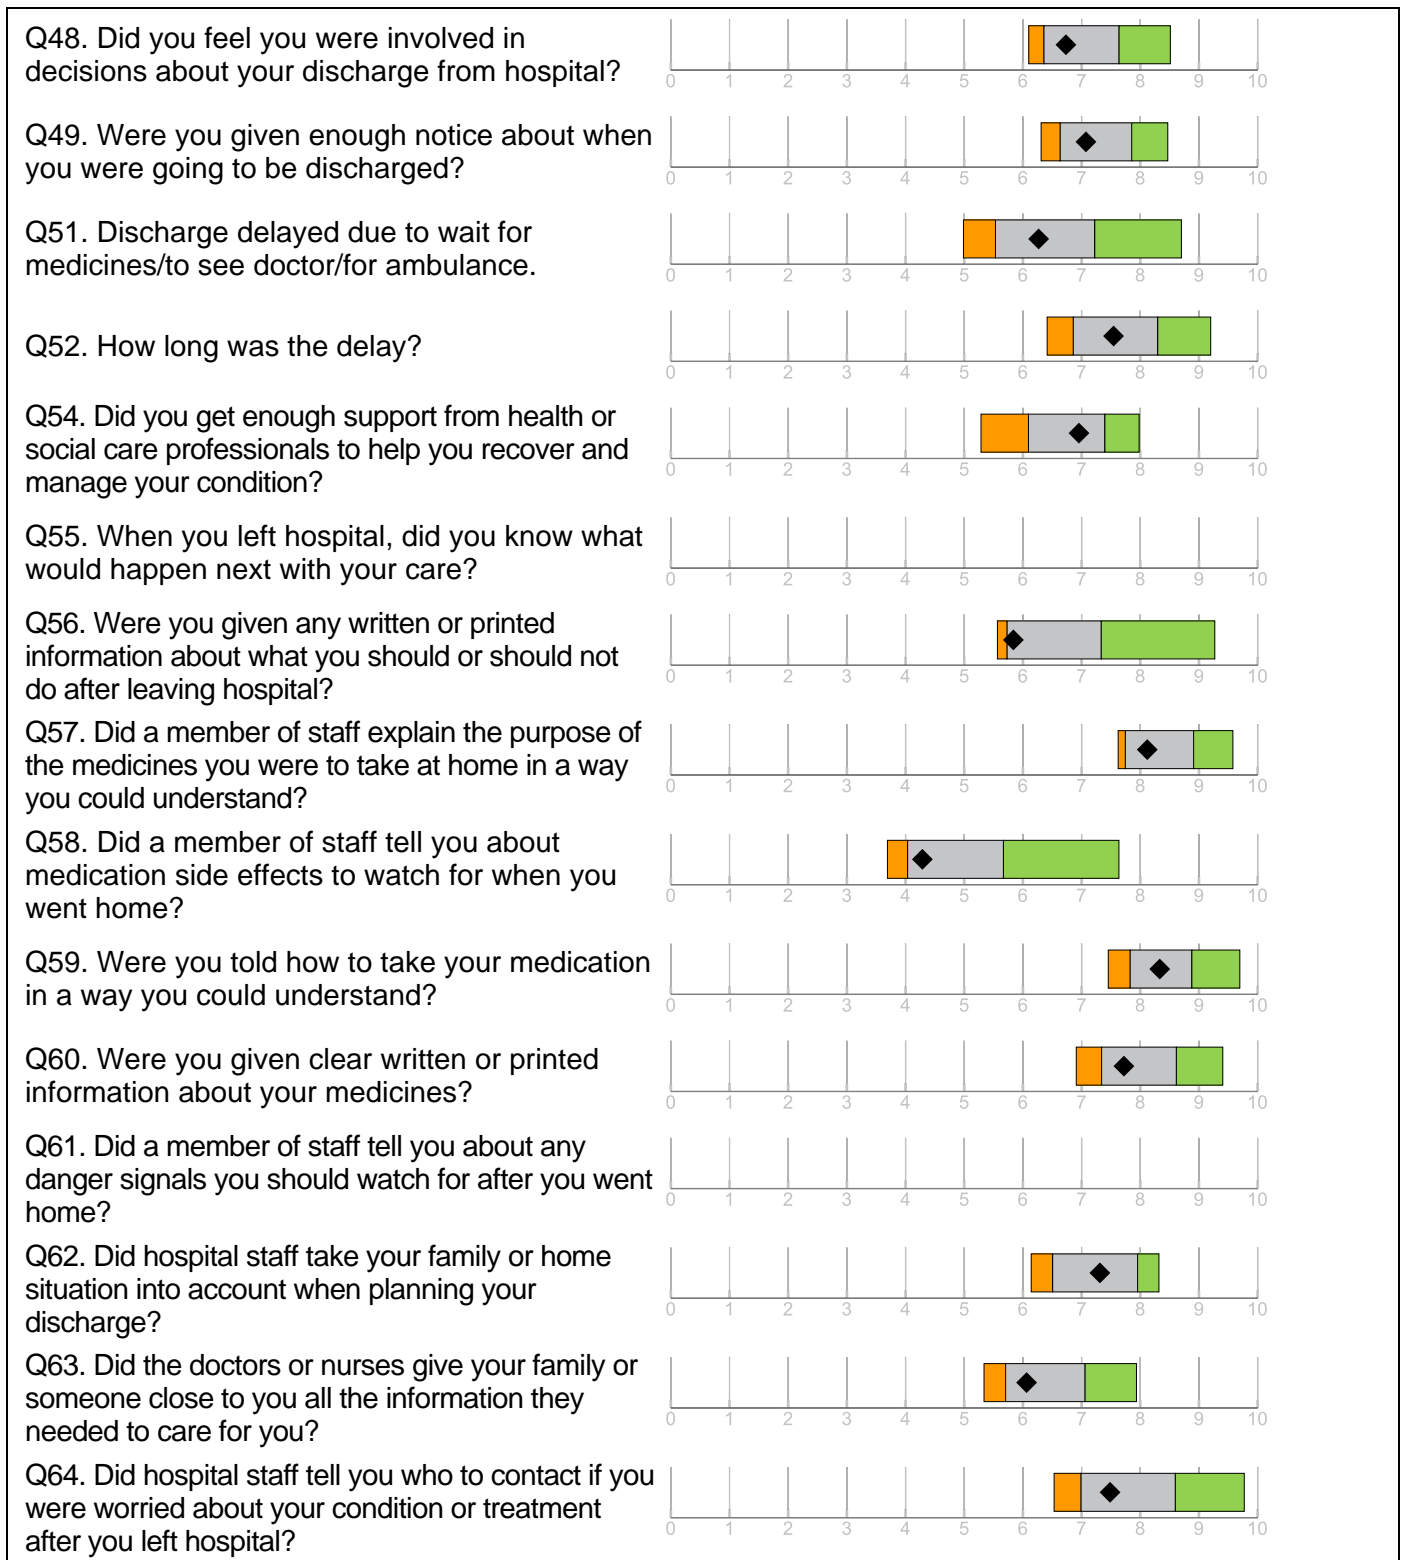 Q48. Did you feel you were involved in
decisions about your discharge from hospital?
0 1 2 3 4 5 6 7 8 9 10
Q49. Were you given enough notice about when
you were going to be discharged?
0 1 2 3 4 5 6 7 8 9 10
Q51. Discharge delayed due to wait for
medicines/to see doctor/for ambulance.
0 1 2 3 4 5 6 7 8 9 10
Q52. How long was the delay?
0 1 2 3 4 5 6 7 8 9 10
Q54. Did you get enough support from health or
social care professionals to help you recover and
manage your condition?
0 1 2 3 4 5 6 7 8 9 10
Q55. When you left hospital, did you know what
would happen next with your care?
0 1 2 3 4 5 6 7 8 9 10
Q56. Were you given any written or printed
information about what you should or should not
do after leaving hospital?
0 1 2 3 4 5 6 7 8 9 10
Q57. Did a member of staff explain the purpose of
the medicines you were to take at home in a way
you could understand?
0 1 2 3 4 5 6 7 8 9 10
Q58. Did a member of staff tell you about
medication side effects to watch for when you
went home?
0 1 2 3 4 5 6 7 8 9 10
Q59. Were you told how to take your medication
in a way you could understand?
0 1 2 3 4 5 6 7 8 9 10
Q60. Were you given clear written or printed
information about your medicines?
0 1 2 3 4 5 6 7 8 9 10
Q61. Did a member of staff tell you about any
danger signals you should watch for after you went
home?
0 1 2 3 4 5 6 7 8 9 10
Q62. Did hospital staff take your family or home
situation into account when planning your
discharge?
0 1 2 3 4 5 6 7 8 9 10
Q63. Did the doctors or nurses give your family or
someone close to you all the information they
needed to care for you?
0 1 2 3 4 5 6 7 8 9 10
Q64. Did hospital staff tell you who to contact if you
were worried about your condition or treatment
after you left hospital?
0 1 2 3 4 5 6 7 8 9 10